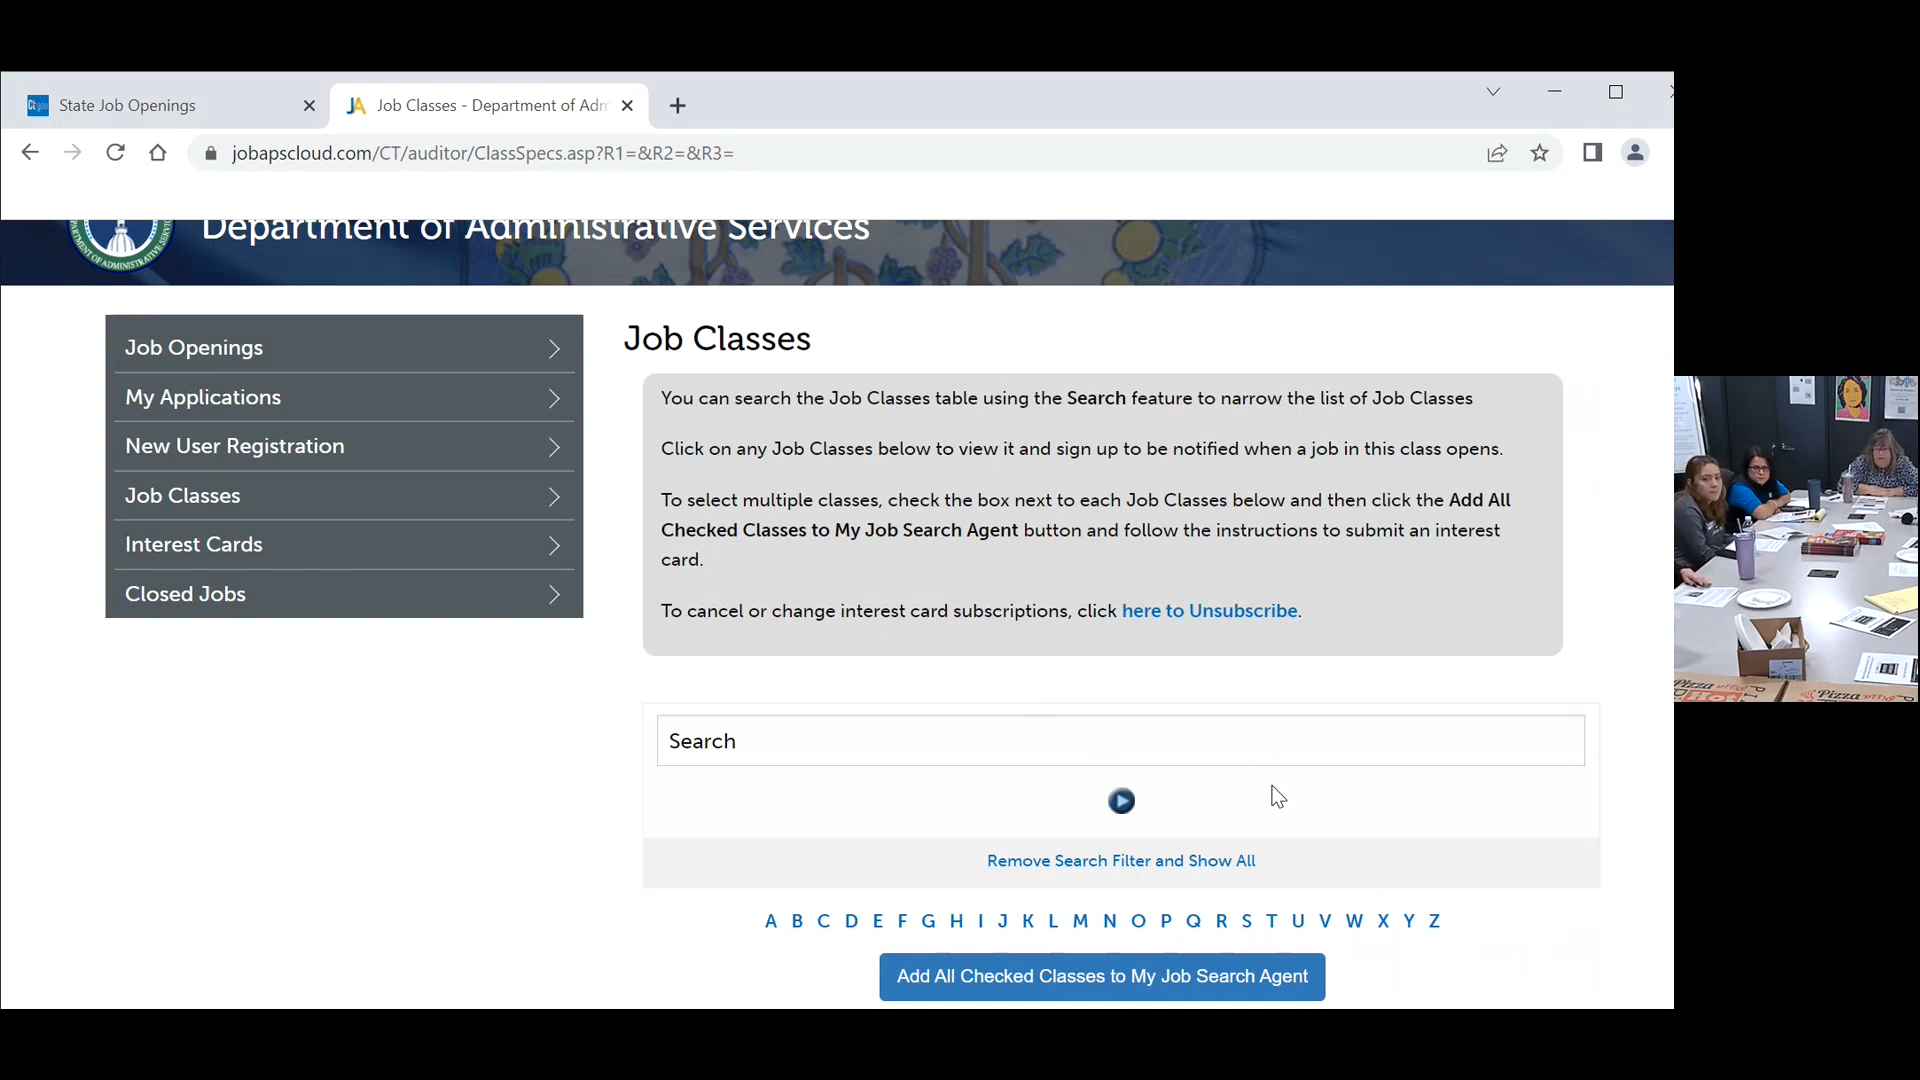 State Job Openings
Job Classes - Department of Adm
jobapscloud.com/CT/auditor/ClassSpecs.asp?R1=&R2=&R3=
Department of Administrative Services
Job Openings
My Applications
New User Registration
Job Classes
Interest Cards
Closed Jobs
Job Classes
You can search the Job Classes table using the Search feature to narrow the list of Job Classes
Click on any Job Classes below to view it and sign up to be notified when a job in this class opens.
To select multiple classes, check the box next to each Job Classes below and then click the Add All
Checked Classes to My Job Search Agent button and follow the instructions to submit an interest
card.
To cancel or change interest card subscriptions, click here to Unsubscribe.
Search
Remove Search Filter and Show All
A B C D E F G H I J K L M N O P Q R S T U V W X Y Z
Add All Checked Classes to My Job Search Agent
Pizza
Hot
Pizza